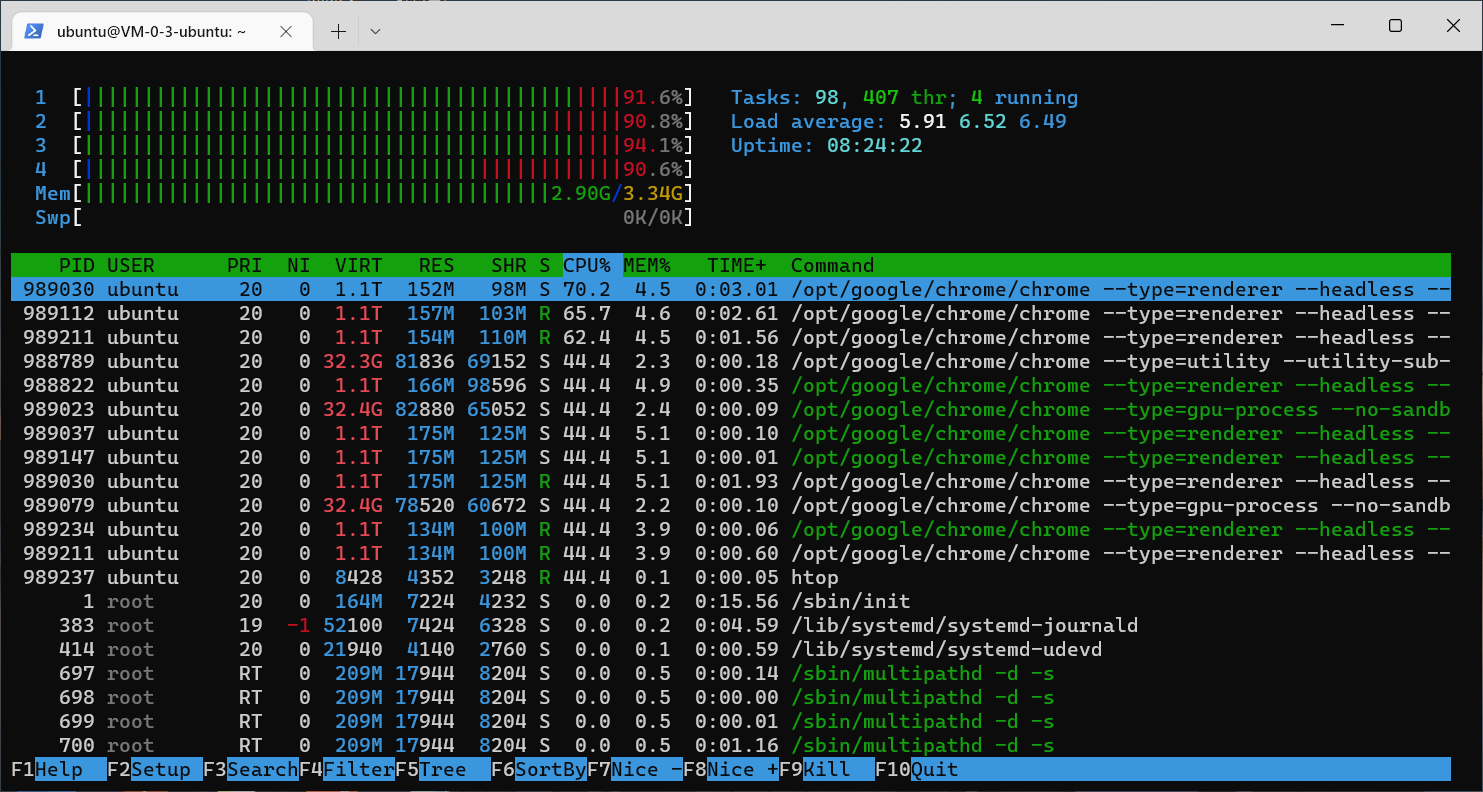 ubuntu@VM-0-3-ubuntu: ~
1 [||||||||||||||||||||||||||||||||||||||||||||||91.6%] Tasks: 98, 407 thr; 4 running
2 [||||||||||||||||||||||||||||||||||||||||||||||90.8%] Load average: 5.91 6.52 6.49
3 [||||||||||||||||||||||||||||||||||||||||||||||94.1%] Uptime: 08:24:22
4 [||||||||||||||||||||||||||||||||||||||||||||||90.6%]
Mem[|||||||||||||||||||||||||||||||||||||||2.90G/3.34G]
Swp[ 0K/0K]
PID USER PRI NI VIRT RES SHR S CPU% MEM% TIME+ Command
989030 ubuntu 20 0 1.1T 152M 98M S 70.2 4.5 0:03.01 /opt/google/chrome/chrome --type=renderer --headless --
989112 ubuntu 20 0 1.1T 157M 103M R 65.7 4.6 0:02.61 /opt/google/chrome/chrome --type=renderer --headless --
989211 ubuntu 20 0 1.1T 154M 110M R 62.4 4.5 0:01.56 /opt/google/chrome/chrome --type=renderer --headless --
988789 ubuntu 20 0 32.3G 81836 69152 S 44.4 2.3 0:00.18 /opt/google/chrome/chrome --type=utility --utility-sub-
988822 ubuntu 20 0 1.1T 166M 98596 S 44.4 4.9 0:00.35 /opt/google/chrome/chrome --type=renderer --headless --
989023 ubuntu 20 0 32.4G 82880 65052 S 44.4 2.4 0:00.09 /opt/google/chrome/chrome --type=gpu-process --no-sandb
989037 ubuntu 20 0 1.1T 175M 125M S 44.4 5.1 0:00.10 /opt/google/chrome/chrome --type=renderer --headless --
989147 ubuntu 20 0 1.1T 175M 125M S 44.4 5.1 0:00.01 /opt/google/chrome/chrome --type=renderer --headless --
989030 ubuntu 20 0 1.1T 175M 125M R 44.4 5.1 0:01.93 /opt/google/chrome/chrome --type=renderer --headless --
989079 ubuntu 20 0 32.4G 78520 60672 S 44.4 2.2 0:00.10 /opt/google/chrome/chrome --type=gpu-process --no-sandb
989234 ubuntu 20 0 1.1T 134M 100M R 44.4 3.9 0:00.06 /opt/google/chrome/chrome --type=renderer --headless --
989211 ubuntu 20 0 1.1T 134M 100M R 44.4 3.9 0:00.60 /opt/google/chrome/chrome --type=renderer --headless --
989237 ubuntu 20 0 8428 4352 3248 R 44.4 0.1 0:00.05 htop
1 root 20 0 164M 7224 4232 S 0.0 0.2 0:15.56 /sbin/init
383 root 19 -1 52100 7424 6328 S 0.0 0.2 0:04.59 /lib/systemd/systemd-journald
414 root 20 0 21940 4140 2760 S 0.0 0.1 0:00.59 /lib/systemd/systemd-udevd
697 root RT 0 209M 17944 8204 S 0.0 0.5 0:00.14 /sbin/multipathd -d -s
698 root RT 0 209M 17944 8204 S 0.0 0.5 0:00.00 /sbin/multipathd -d -s
699 root RT 0 209M 17944 8204 S 0.0 0.5 0:00.01 /sbin/multipathd -d -s
700 root RT 0 209M 17944 8204 S 0.0 0.5 0:01.16 /sbin/multipathd -d -s
F1Help F2Setup F3SearchF4FilterF5Tree F6SortByF7Nice -F8Nice +F9Kill F10Quit